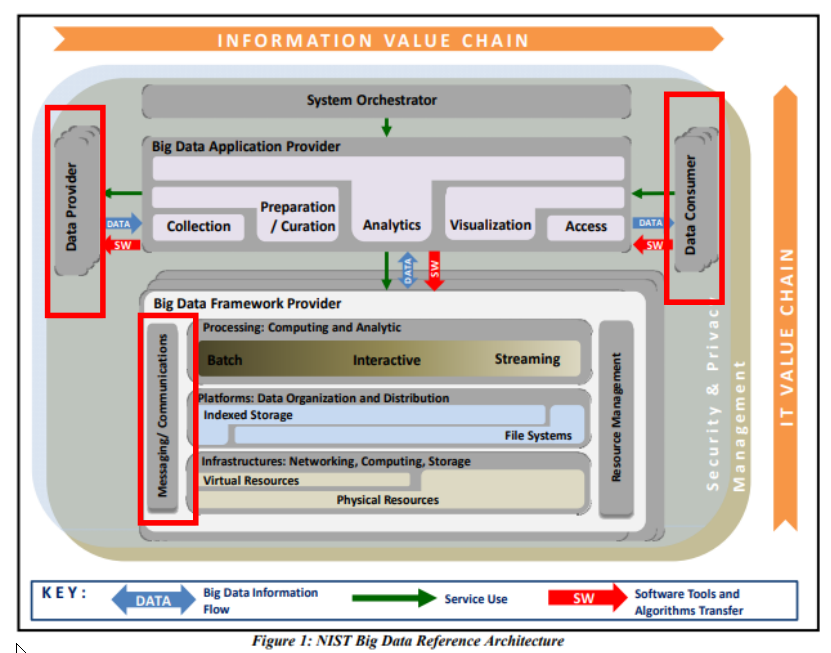 INFORMATION VALUE CHAIN
System Orchestrator
Big Data Application Provider
Data Provider
Data Consumer
Collection
Preparation
/ Curation
Analytics
Visualization
Access
DATA
SW
DATA
SW
DATA
SW
Big Data Framework Provider
Messaging/ Communications
Processing: Computing and Analytic
Batch
Interactive
Streaming
Platforms: Data Organization and Distribution
Indexed Storage
File Systems
Infrastructures: Networking, Computing, Storage
Virtual Resources
Physical Resources
Resource Management
Security & Privacy
Management
IT VALUE CHAIN
KEY:
DATA
Big Data Information
Flow
Service Use
SW
Software Tools and
Algorithms Transfer
Figure 1: NIST Big Data Reference Architecture